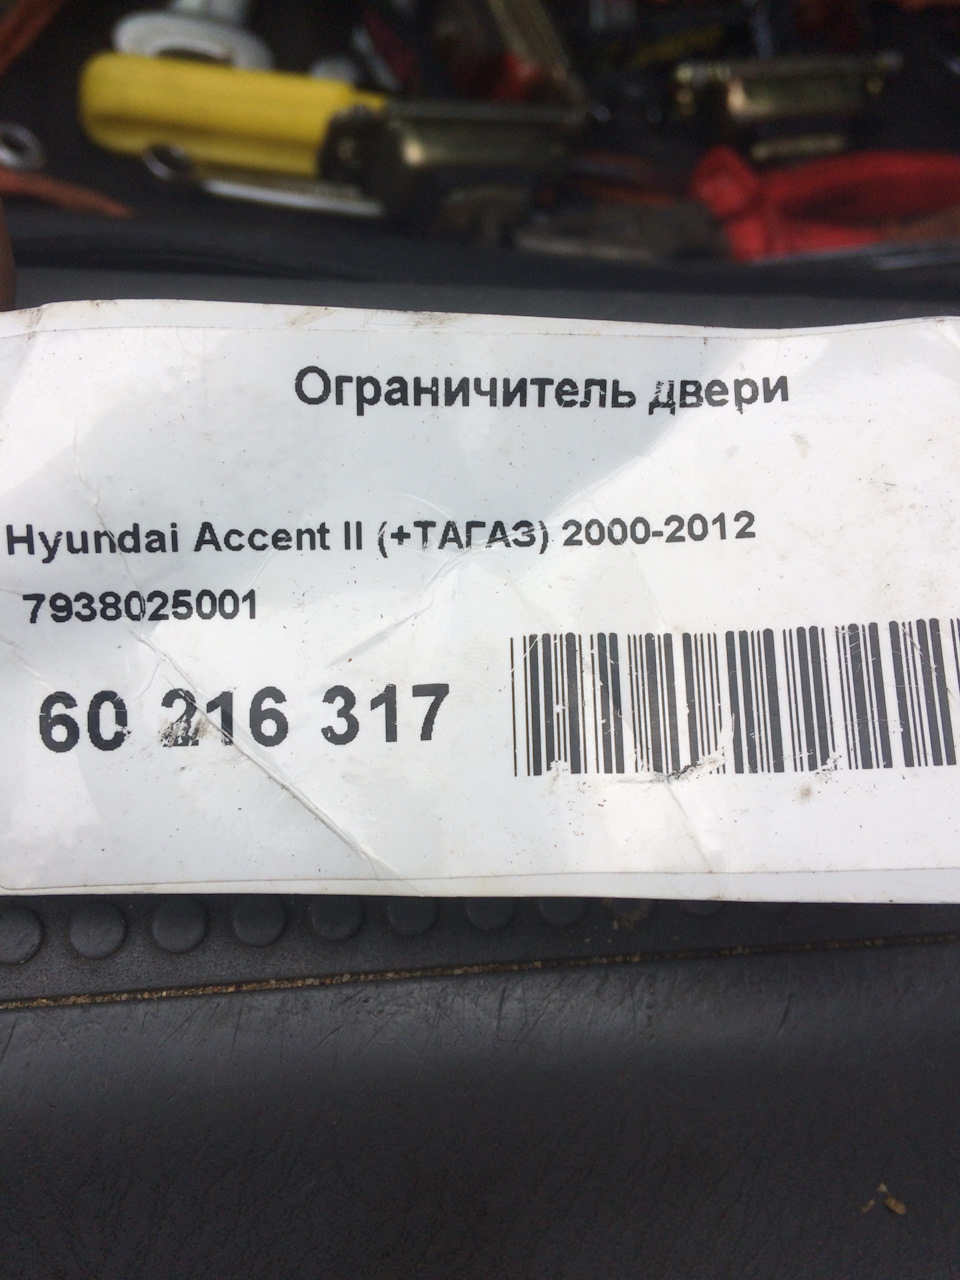 Ограничитель двери
Hyundai Accent II (+ТАГАЗ) 2000-2012
7938025001
60 216 317